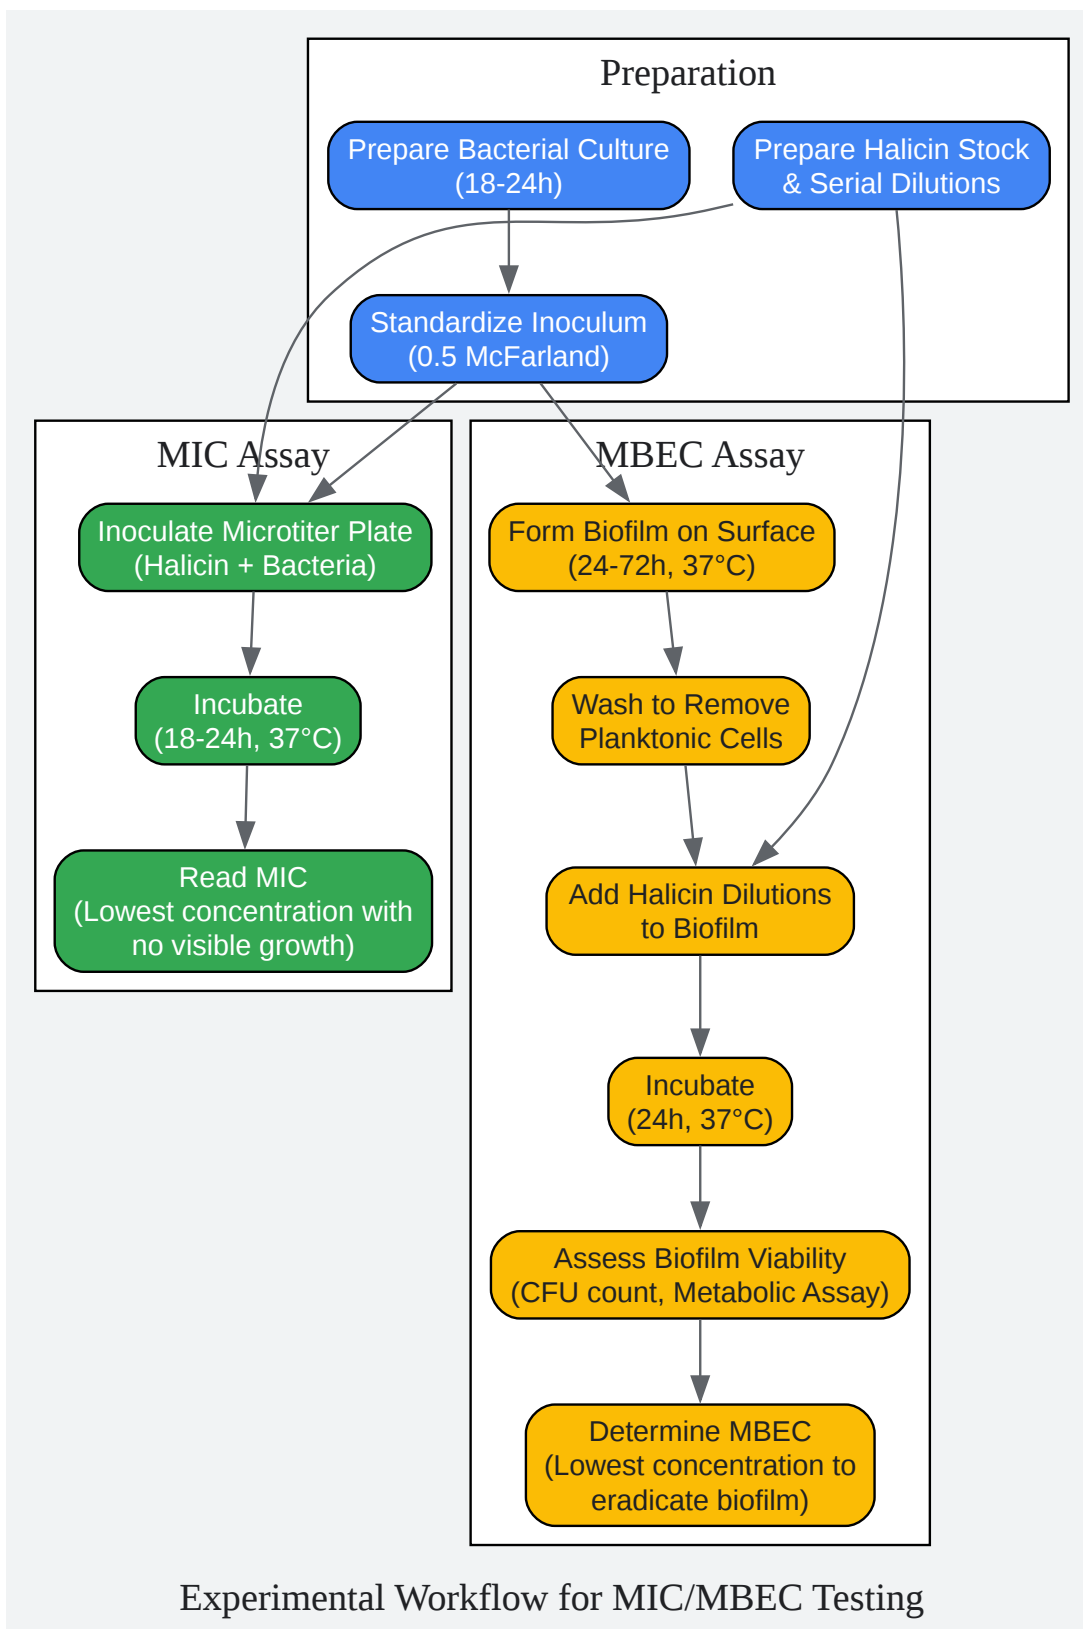 Preparation
Prepare Bacterial Culture
(18-24h)
Prepare Halicin Stock
& Serial Dilutions
Standardize Inoculum
(0.5 McFarland)
MIC Assay
Inoculate Microtiter Plate
(Halicin + Bacteria)
Incubate
(18-24h, 37°C)
Read MIC
(Lowest concentration with
no visible growth)
MBEC Assay
Form Biofilm on Surface
(24-72h, 37°C)
Wash to Remove
Planktonic Cells
Add Halicin Dilutions
to Biofilm
Incubate
(24h, 37°C)
Assess Biofilm Viability
(CFU count, Metabolic Assay)
Determine MBEC
(Lowest concentration to
eradicate biofilm)
Experimental Workflow for MIC/MBEC Testing